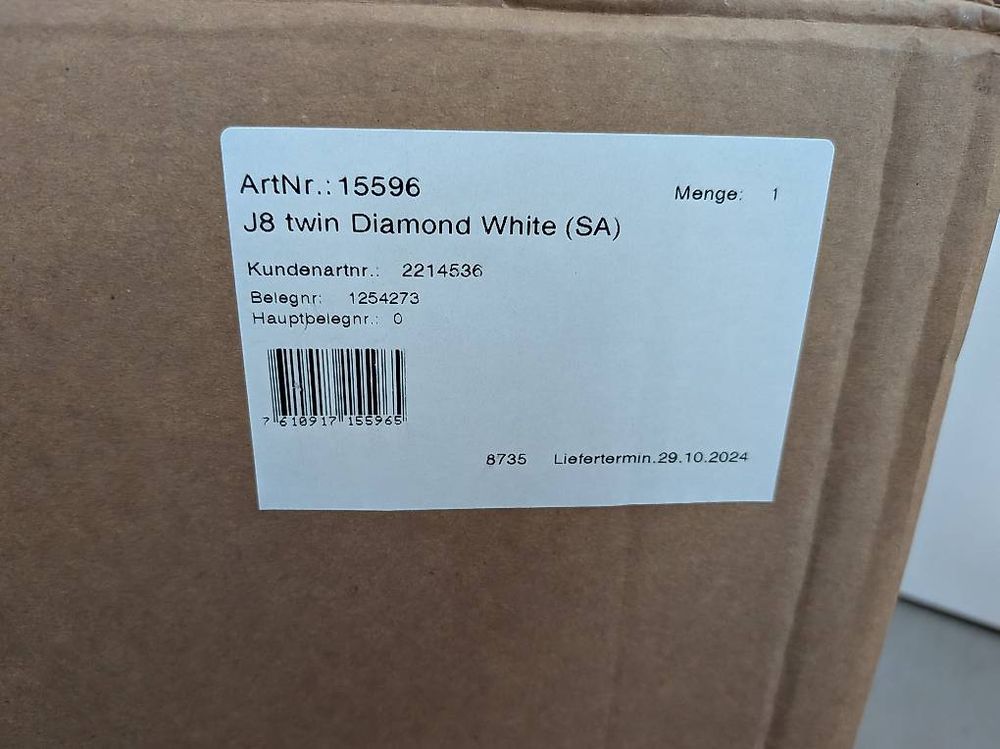 ArtNr.: 15596 Menge: 1
J8 twin Diamond White (SA)
Kundenartnr.: 2214536
Belegnr: 1254273
Hauptbelegnr.: 0
7 610917 155965
8735 Liefertermin.29.10.2024